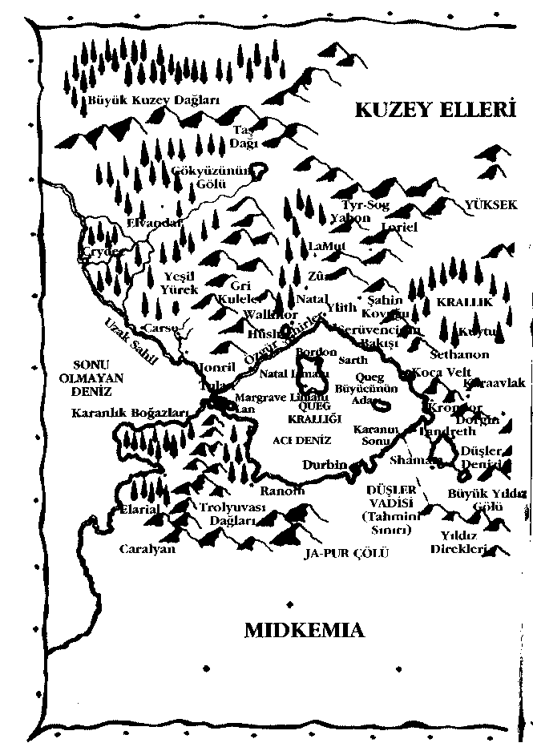 Büyük Kuzey Dağları
KUZEY ELLERİ
Taş
Dağı
Gökyüzünün
Gölü
Tyr-Sog
Yabon
YÜKSEK
Loriel
Elvandar
LaMut
Crydee
Yeşil
Yürek
Gri
Kuleler
Zûn
Natal
Ylith
Şahin
Koyağı
KRALLIK
Walinor
Hüsh
Özgür Şehirler
Serüvencinin
Bakışı
Kuytu
Sethanon
Uzak Sahil
Carse
Jonril
Tulan
Bordon
Sarth
Natal Limanı
Queg
Büyücünün
Adası
Koca Velt
Karaavlak
SONU
OLMAYAN
DENİZ
Margrave Limanı
Lan
QUEG
KRALLIĞI
Krondor
Dorgin
Landreth
Karanlık Boğazları
ACI DENİZ
Karanın
Sonu
Shamata
Düşler
Denizi
Durbin
Ranom
Elarial
Trolyuvası
Dağları
DÜŞLER
VADİSİ
(Tahmini
Sınırı)
Büyük Yıldız
Gölü
Caralyan
JA-PUR ÇÖLÜ
Yıldız
Direkleri
MIDKEMIA